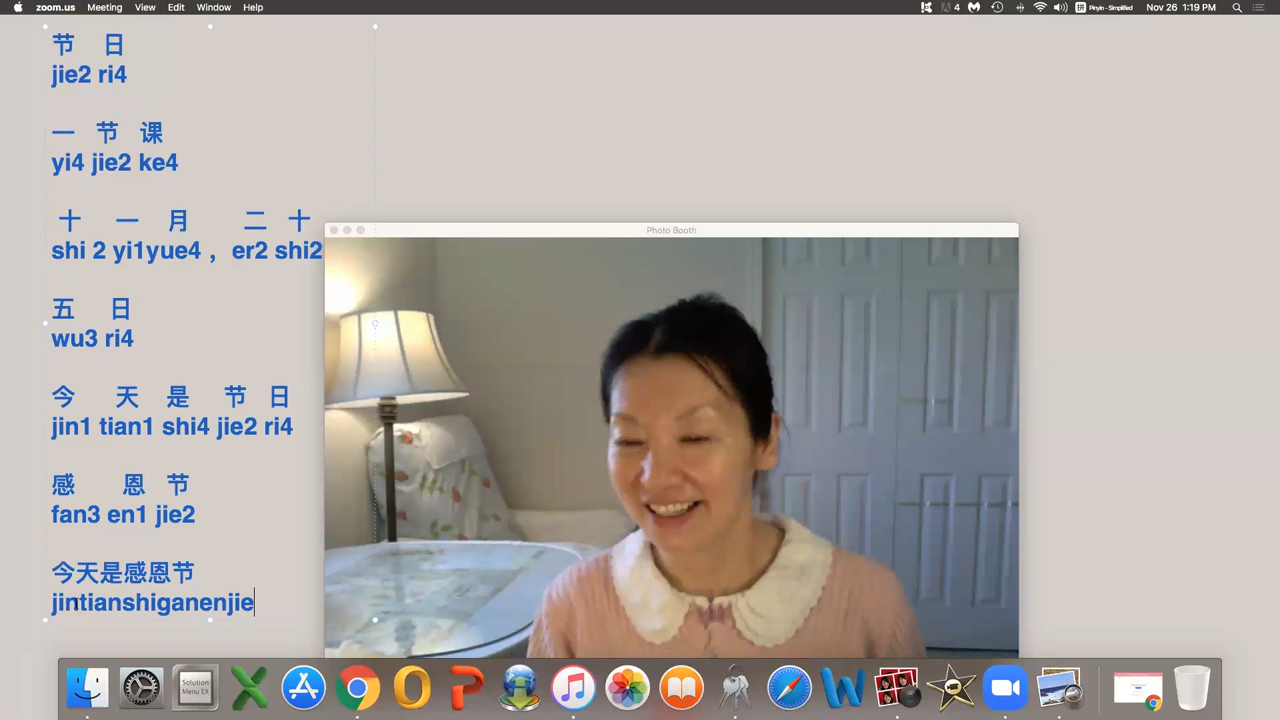 zoom.us Meeting View Edit Window Help 4 Pinyin - Simplified Nov 26 1:19 PM
节 日
jie2 ri4
一 节 课
yi4 jie2 ke4
十 一 月 二 十
shi 2 yi1yue4 ，er2 shi2
五 日
wu3 ri4
今 天 是 节 日
jin1 tian1 shi4 jie2 ri4
感 恩 节
fan3 en1 jie2
今天是感恩节
jintianshiganenjie
Photo Booth
Solution
Menu EX